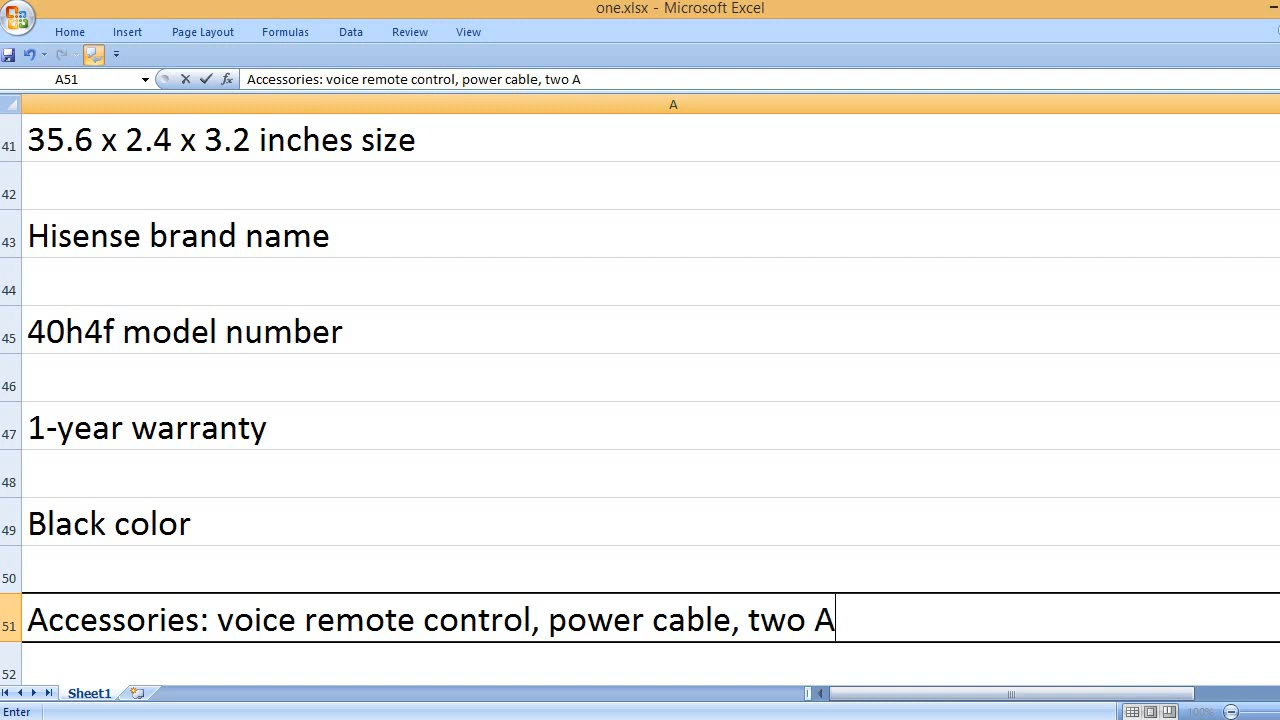 one.xlsx - Microsoft Excel
Home Insert Page Layout Formulas Data Review View
A51 fx Accessories: voice remote control, power cable, two A
A
41 35.6 x 2.4 x 3.2 inches size
42
43 Hisense brand name
44
45 40h4f model number
46
47 1-year warranty
48
49 Black color
50
51 Accessories: voice remote control, power cable, two A
52
Sheet1
Enter 100%